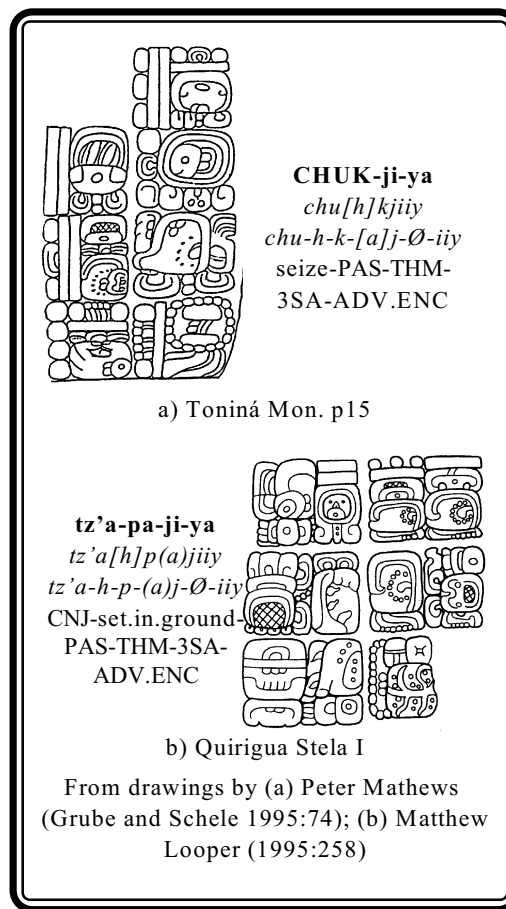 CHUK-ji-ya
chu[h]kjiiy
chu-h-k-[a]j-Ø-iiy
seize-PAS-THM-
3SA-ADV.ENC
a) Toniná Mon. p15
tz’a-pa-ji-ya
tz’a[h]p(a)jiiy
tz’a-h-p-(a)j-Ø-iiy
CNJ-set.in.ground-
PAS-THM-3SA-
ADV.ENC
b) Quirigua Stela I
From drawings by (a) Peter Mathews
(Grube and Schele 1995:74); (b) Matthew
Looper (1995:258)